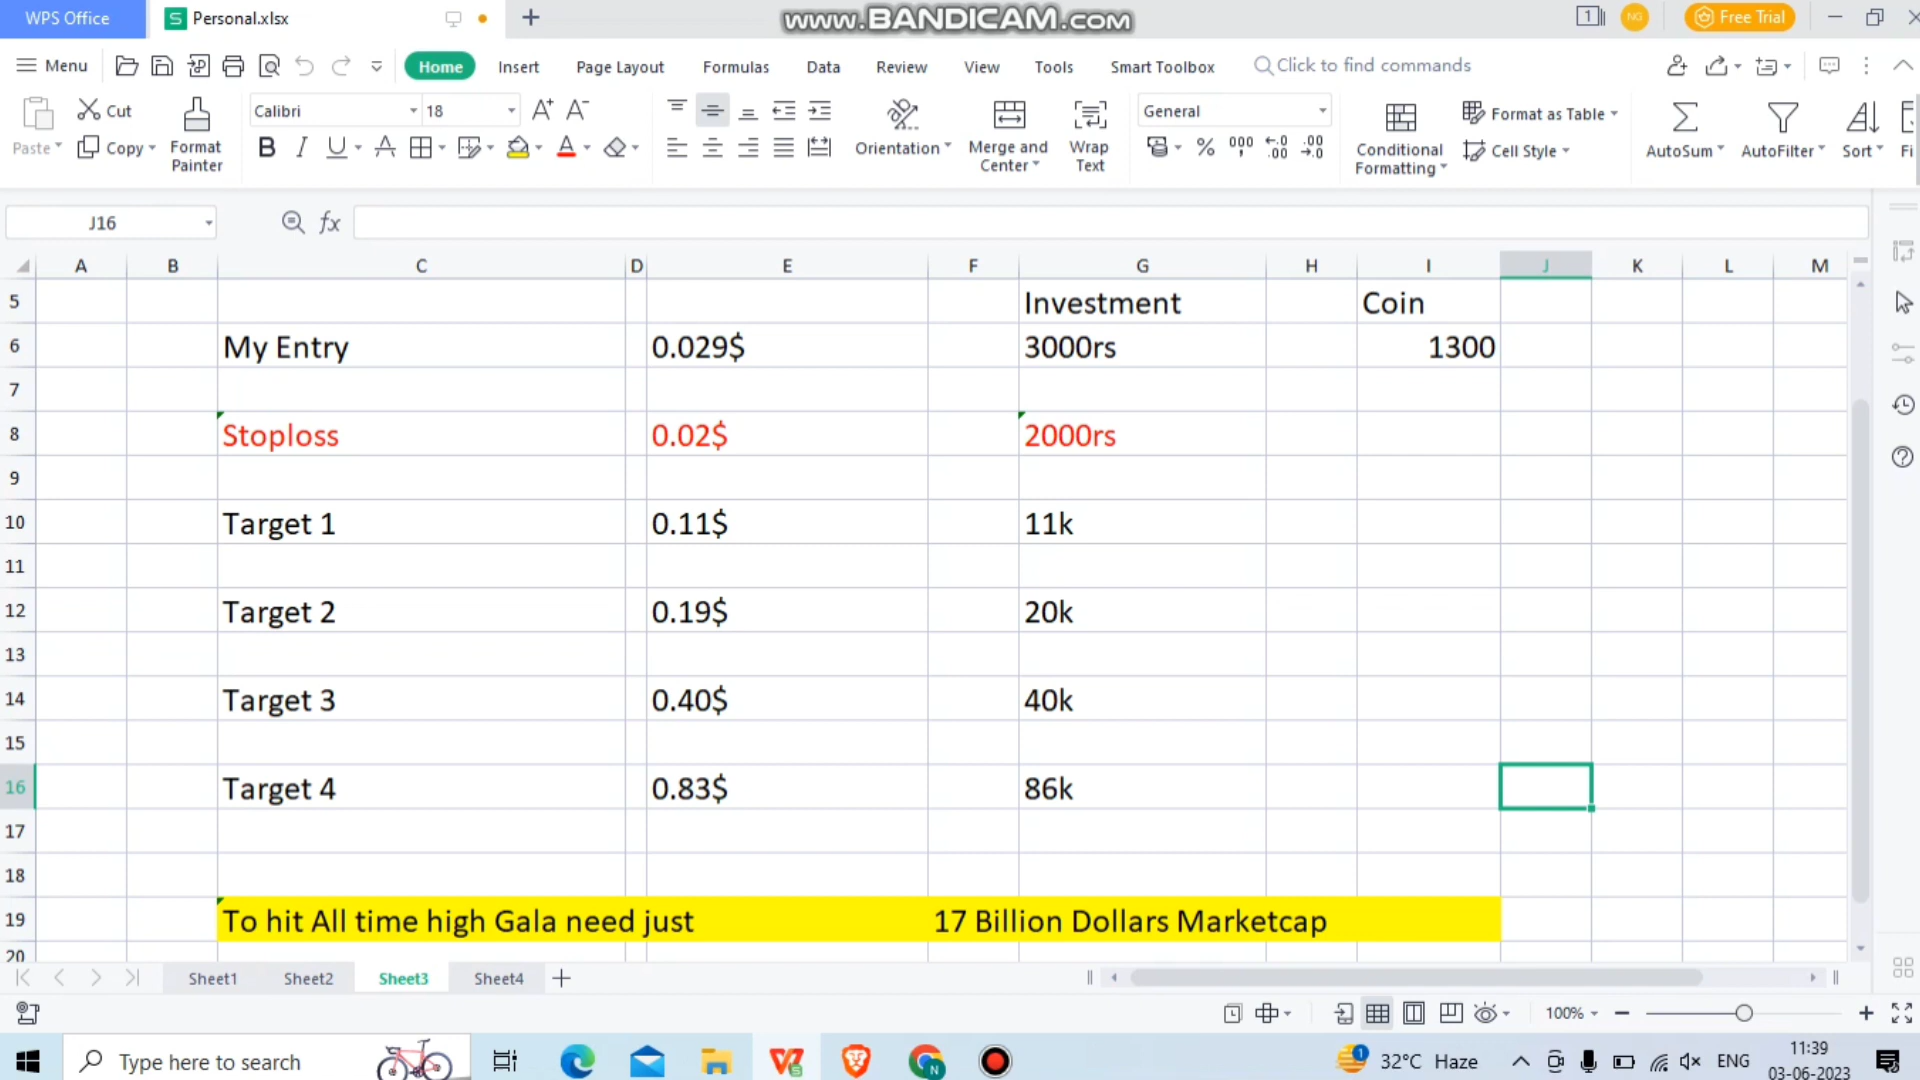 WPS Office
Personal.xlsx
www.BANDICAM.com
1
NG
Free Trial
Menu
Home
Insert
Page Layout
Formulas
Data
Review
View
Tools
Smart Toolbox
Click to find commands
Paste
Cut
Copy
Format Painter
Calibri
18
Orientation
Merge and Center
Wrap Text
General
Conditional Formatting
Format as Table
Cell Style
AutoSum
AutoFilter
Sort
Fi
J16
fx
A B C D E F G H I J K L M
5 Investment Coin
6 My Entry 0.029$ 3000rs 1300
7
8 Stoploss 0.02$ 2000rs
9
10 Target 1 0.11$ 11k
11
12 Target 2 0.19$ 20k
13
14 Target 3 0.40$ 40k
15
16 Target 4 0.83$ 86k
17
18
19 To hit All time high Gala need just 17 Billion Dollars Marketcap
20
Sheet1 Sheet2 Sheet3 Sheet4
100%
Type here to search
32°C Haze
ENG
11:39
03-06-2023